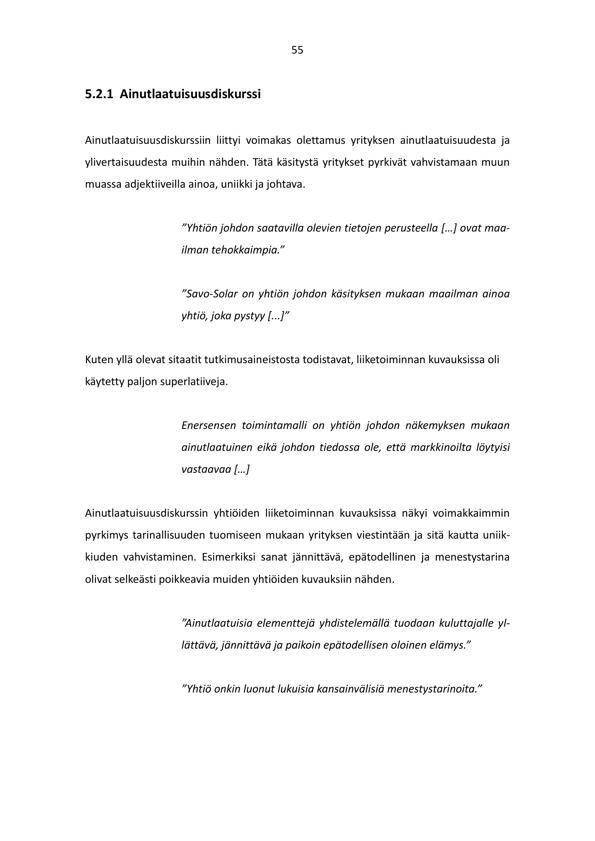 55
5.2.1 Ainutlaatuisuusdiskurssi
Ainutlaatuisuusdiskurssiin liittyi voimakas olettamus yrityksen ainutlaatuisuudesta ja
ylivertaisuudesta muihin nähden. Tätä käsitystä yritykset pyrkivät vahvistamaan muun
muassa adjektiiveilla ainoa, uniikki ja johtava.
”Yhtiön johdon saatavilla olevien tietojen perusteella […] ovat maa-
ilman tehokkaimpia.”
”Savo-Solar on yhtiön johdon käsityksen mukaan maailman ainoa
yhtiö, joka pystyy [...]”
Kuten yllä olevat sitaatit tutkimusaineistosta todistavat, liiketoiminnan kuvauksissa oli
käytetty paljon superlatiiveja.
Enersensen toimintamalli on yhtiön johdon näkemyksen mukaan
ainutlaatuinen eikä johdon tiedossa ole, että markkinoilta löytyisi
vastaavaa […]
Ainutlaatuisuusdiskurssin yhtiöiden liiketoiminnan kuvauksissa näkyi voimakkaimmin
pyrkimys tarinallisuuden tuomiseen mukaan yrityksen viestintään ja sitä kautta uniik-
kiuden vahvistaminen. Esimerkiksi sanat jännittävä, epätodellinen ja menestystarina
olivat selkeästi poikkeavia muiden yhtiöiden kuvauksiin nähden.
”Ainutlaatuisia elementtejä yhdistelemällä tuodaan kuluttajalle yl-
lättävä, jännittävä ja paikoin epätodellisen oloinen elämys.”
”Yhtiö onkin luonut lukuisia kansainvälisiä menestystarinoita.”